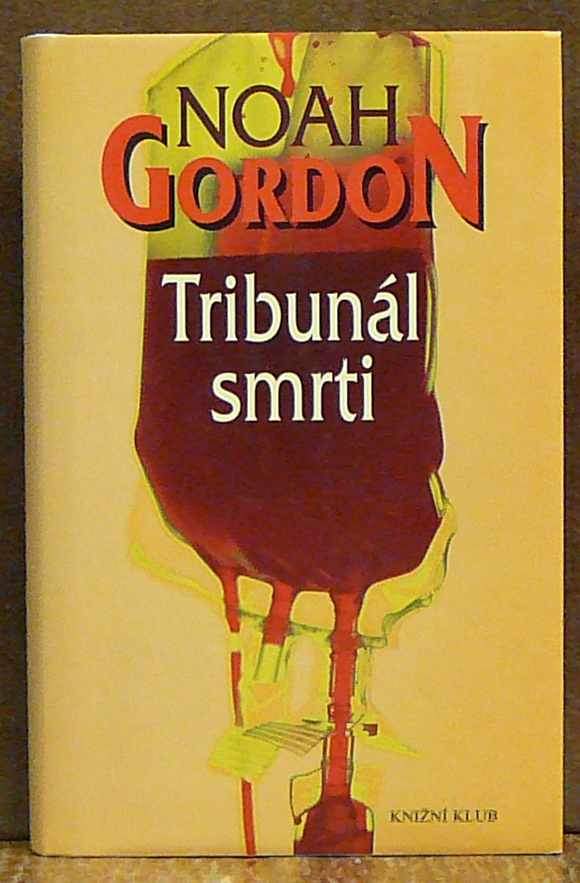 NOAH
GORDON
Tribunál
smrti
KNIŽNÍ KLUB